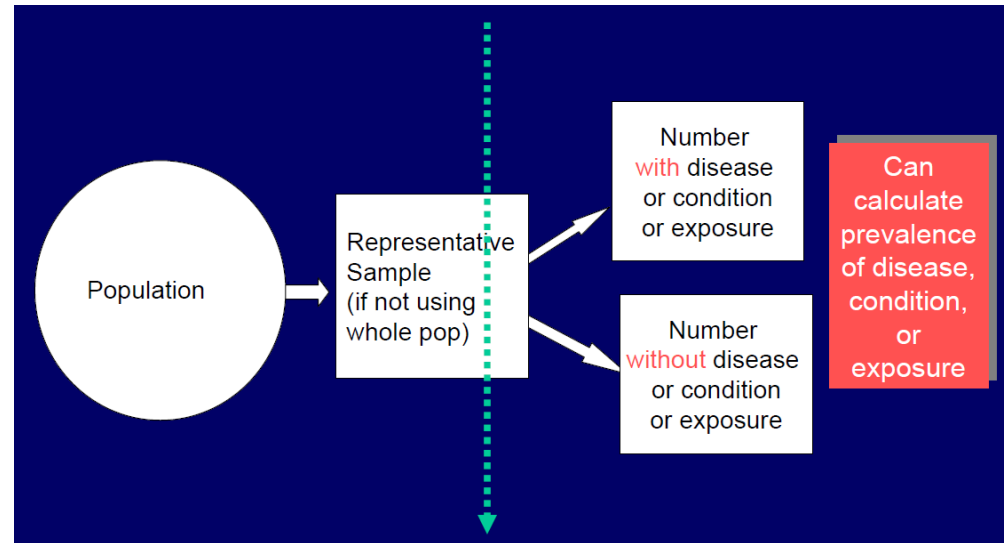 Population
Representative
Sample
(if not using
whole pop)
Number
with disease
or condition
or exposure
Number
without disease
or condition
or exposure
Can
calculate
prevalence
of disease,
condition,
or
exposure